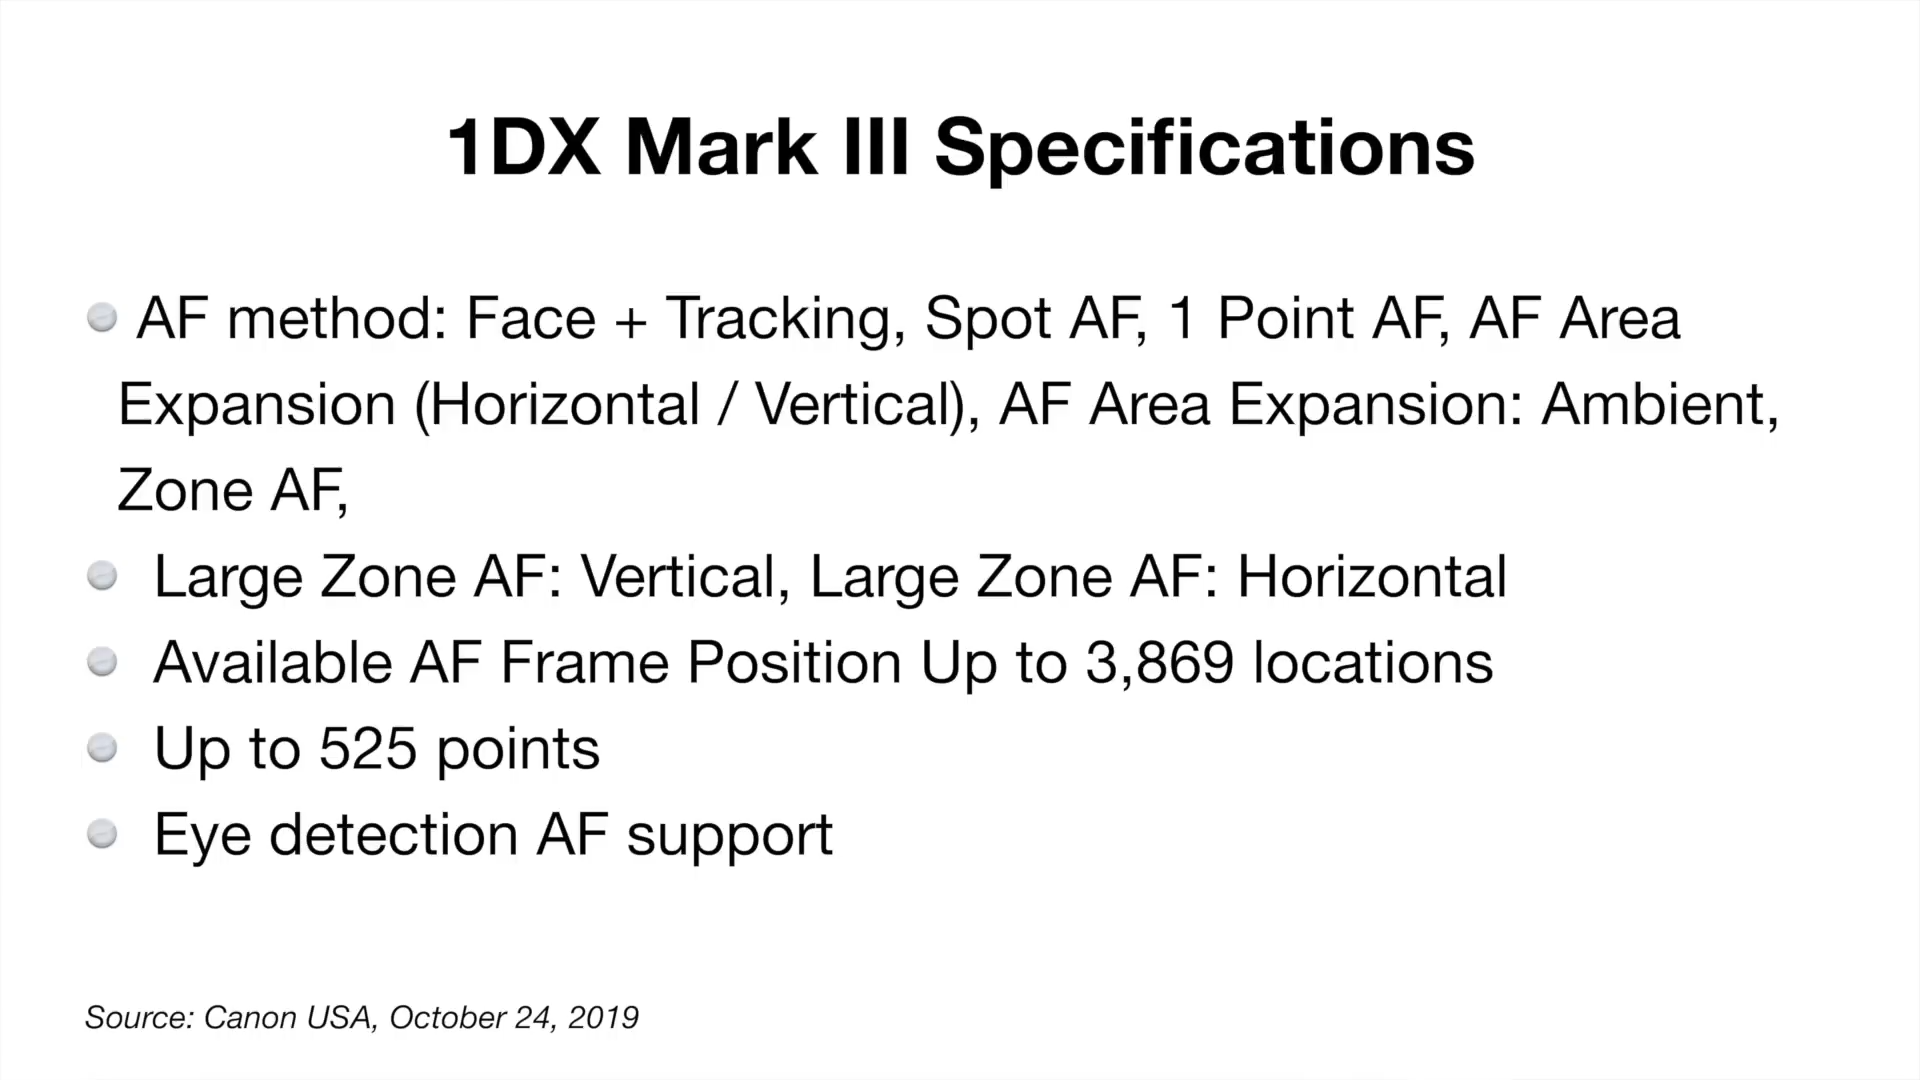 1DX Mark III Specifications
AF method: Face + Tracking, Spot AF, 1 Point AF, AF Area
Expansion (Horizontal / Vertical), AF Area Expansion: Ambient,
Zone AF,
Large Zone AF: Vertical, Large Zone AF: Horizontal
Available AF Frame Position Up to 3,869 locations
Up to 525 points
Eye detection AF support
Source: Canon USA, October 24, 2019